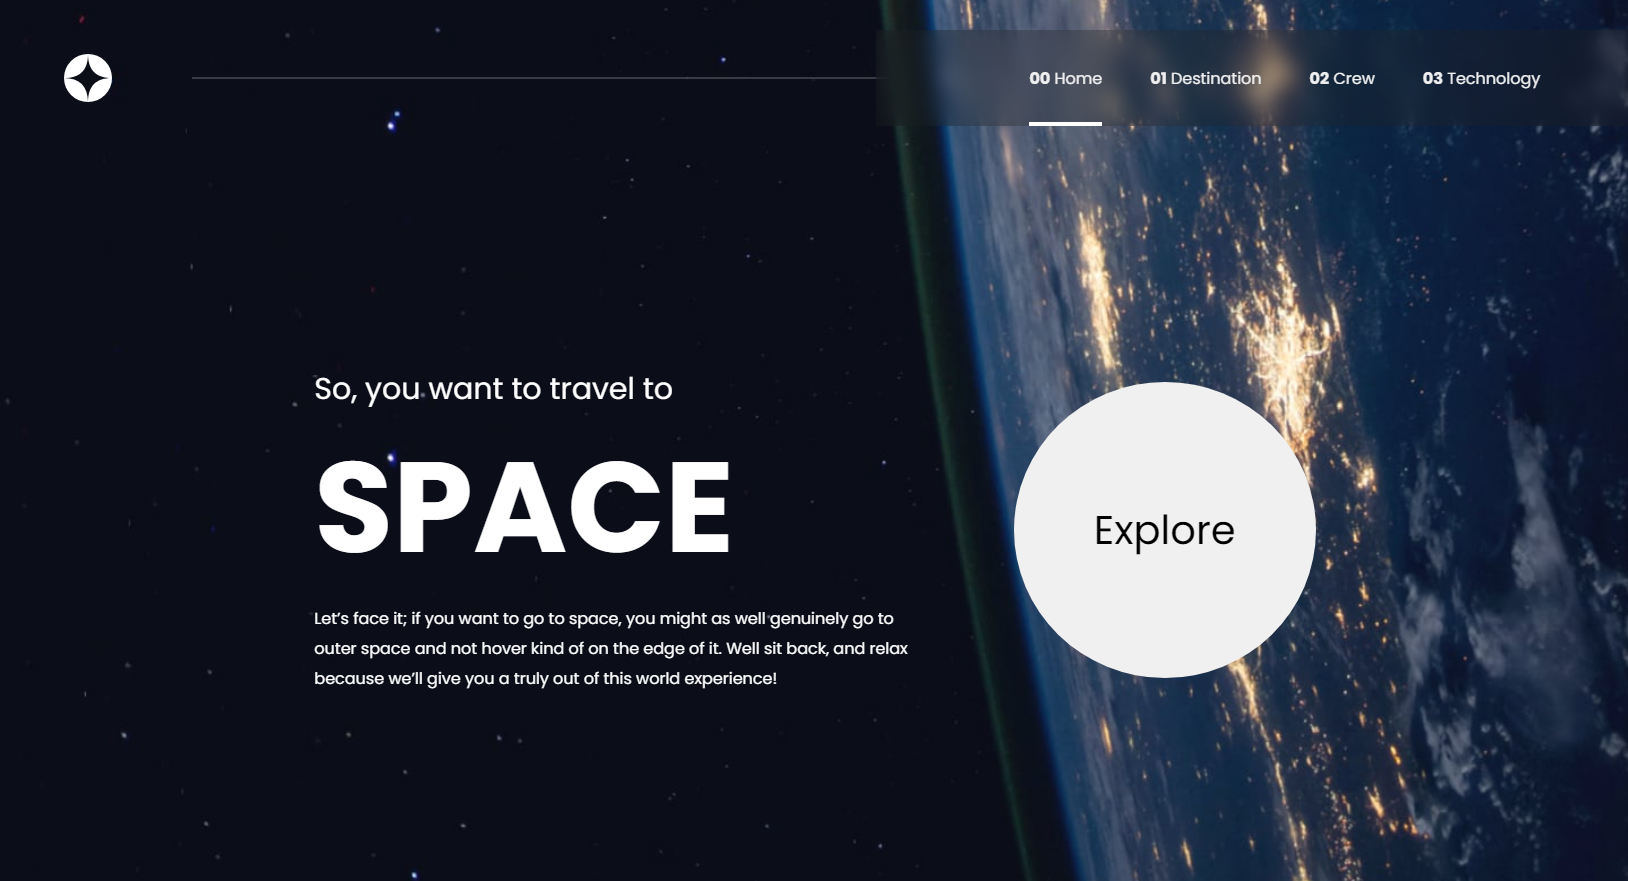 00 Home 01 Destination 02 Crew 03 Technology
So, you want to travel to
SPACE
Let’s face it; if you want to go to space, you might as well genuinely go to
outer space and not hover kind of on the edge of it. Well sit back, and relax
because we’ll give you a truly out of this world experience!
Explore